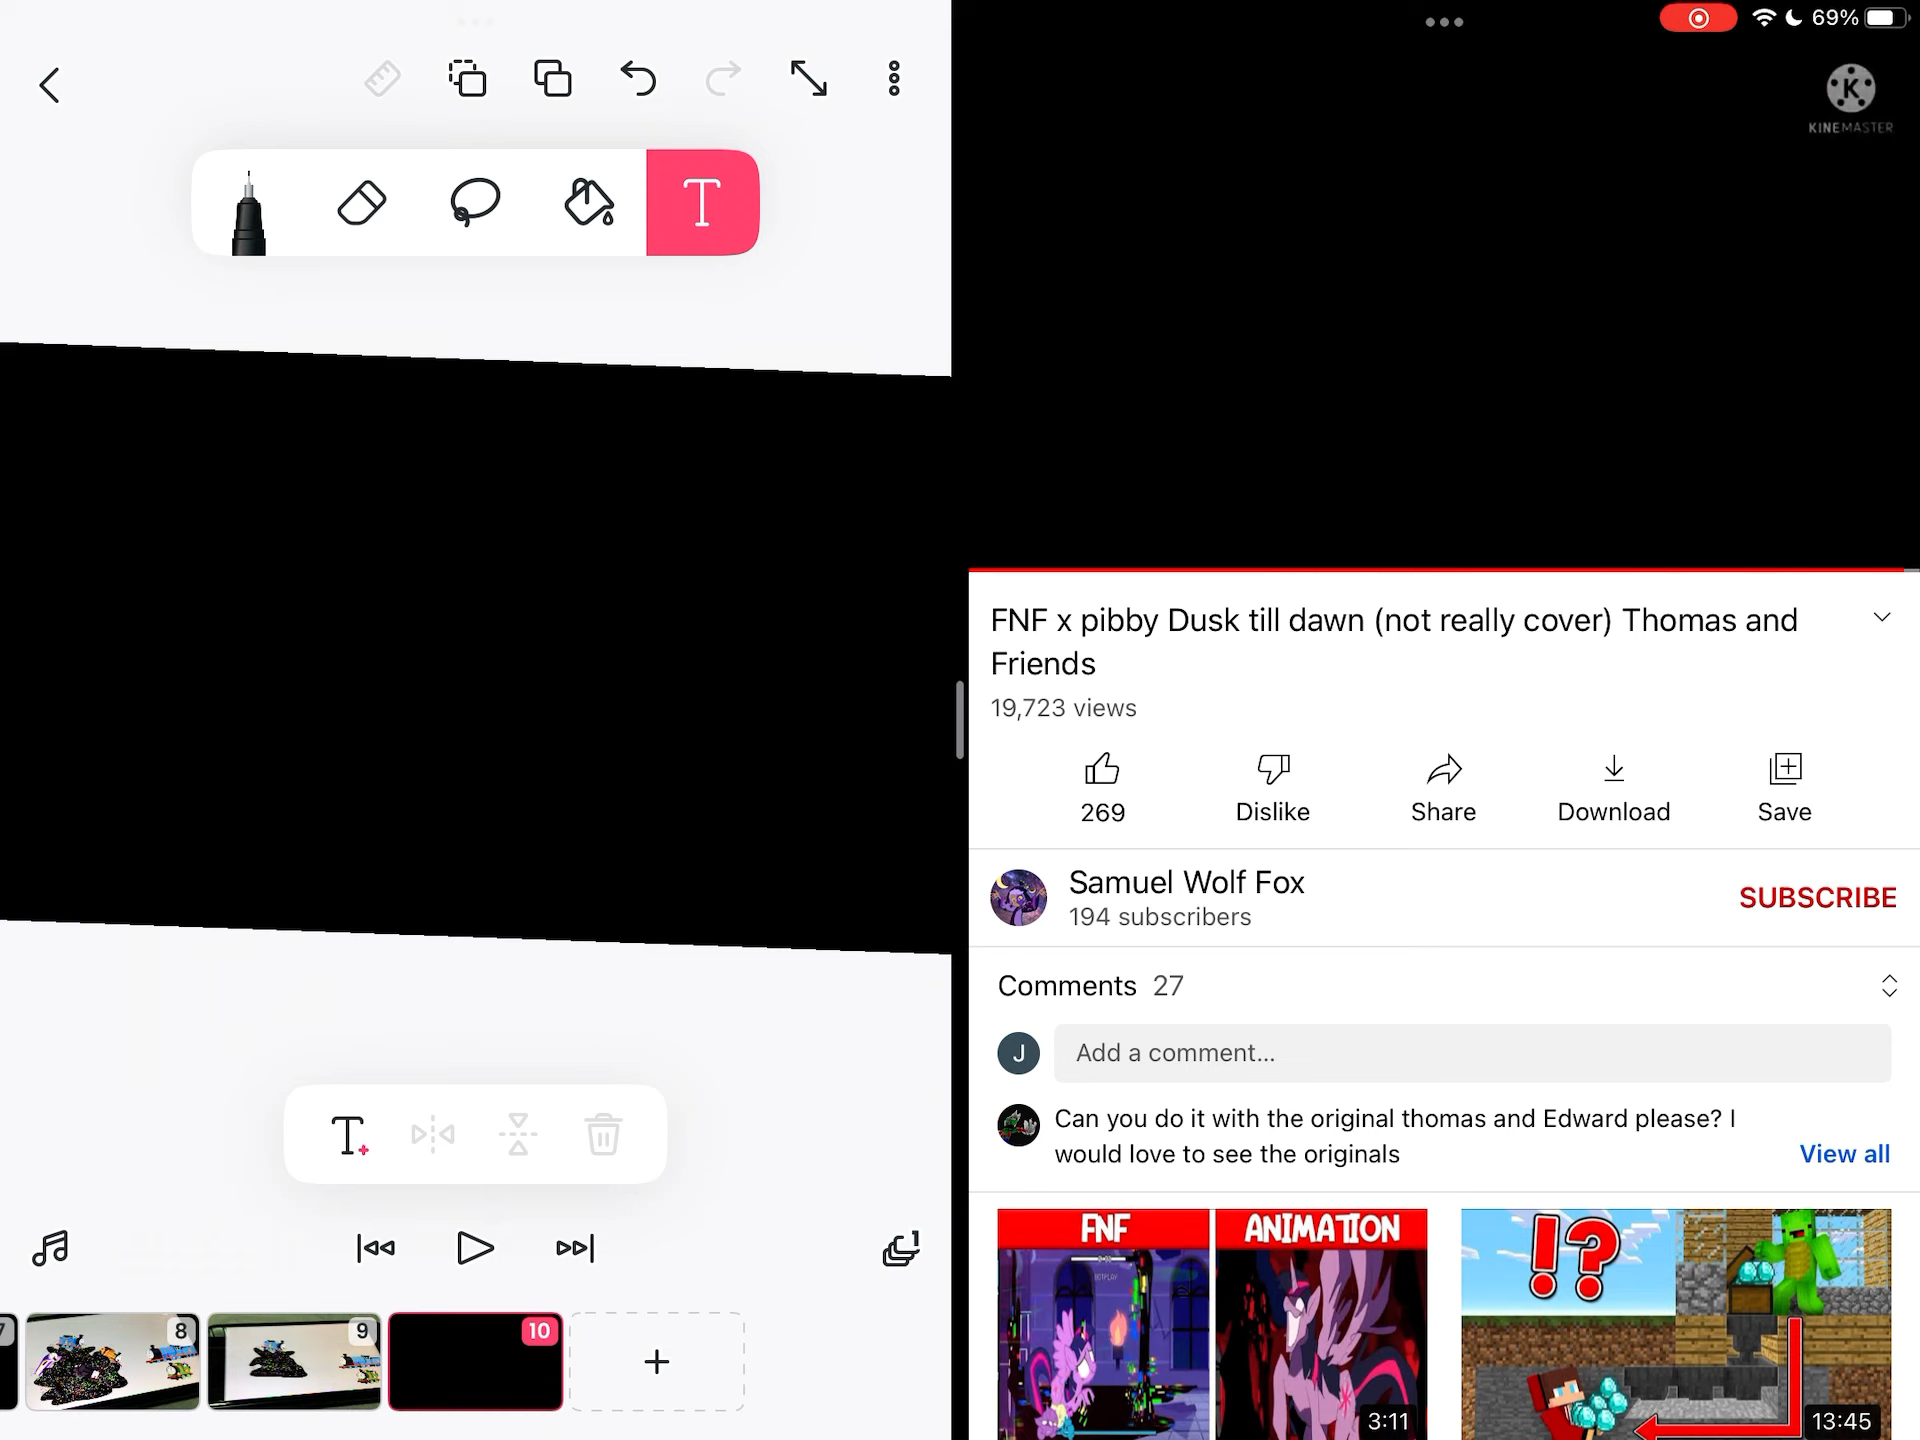 69%
KINEMASTER
FNF x pibby Dusk till dawn (not really cover) Thomas and
Friends
19,723 views
269
Dislike
Share
Download
Save
Samuel Wolf Fox
194 subscribers
SUBSCRIBE
Comments 27
J
Add a comment...
Can you do it with the original thomas and Edward please? I
would love to see the originals
View all
FNF
ANIMATION
BOTPLAY
3:11
!?
13:45
7
8
9
10